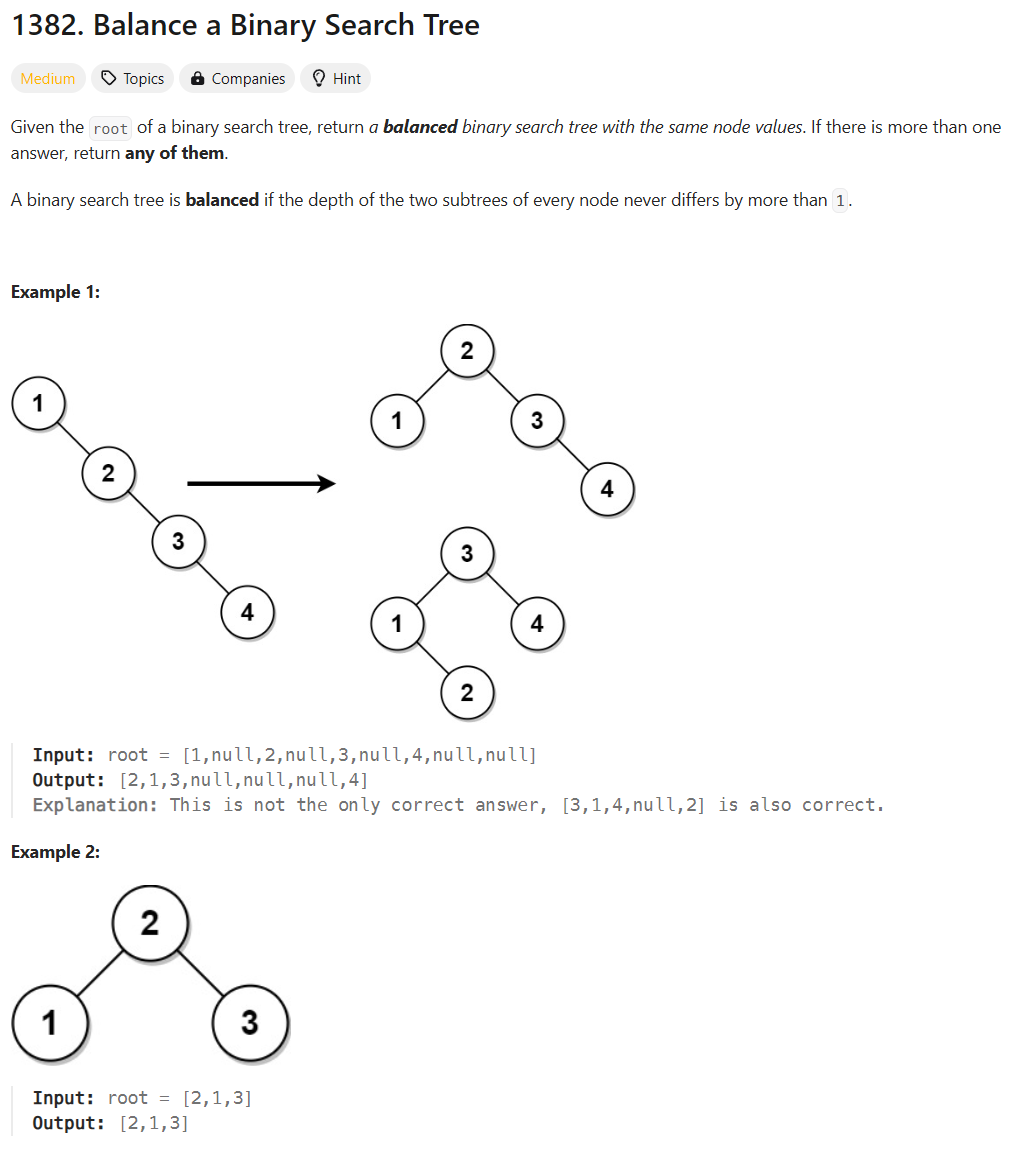 1382. Balance a Binary Search Tree
Medium Topics Companies Hint
Given the root of a binary search tree, return a balanced binary search tree with the same node values. If there is more than one
answer, return any of them.
A binary search tree is balanced if the depth of the two subtrees of every node never differs by more than 1.
Example 1:
2
1
1
3
2
4
3
3
4
1
4
2
Input: root = [1,null,2,null,3,null,4,null,null]
Output: [2,1,3,null,null,null,4]
Explanation: This is not the only correct answer, [3,1,4,null,2] is also correct.
Example 2:
2
1 3
Input: root = [2,1,3]
Output: [2,1,3]